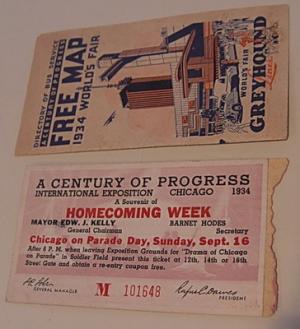 DIRECTORY OF BUS SERVICE
FREE MAP
1934 WORLD'S FAIR
WORLD'S FAIR
GREYHOUND
Lines
A CENTURY OF PROGRESS
INTERNATIONAL EXPOSITION CHICAGO 1934
A Souvenir of
HOMECOMING WEEK
MAYOR EDW. J. KELLY BARNET HODES
General Chairman Secretary
Chicago on Parade Day, Sunday, Sept. 16
After 6 P. M. when leaving Exposition Grounds for "Drama of Chicago
on Parade" in Soldier Field present this ticket at 12th, 14th or 16th
Street Gate and obtain a re-entry coupon free.
GENERAL MANAGER M 101648 PRESIDENT